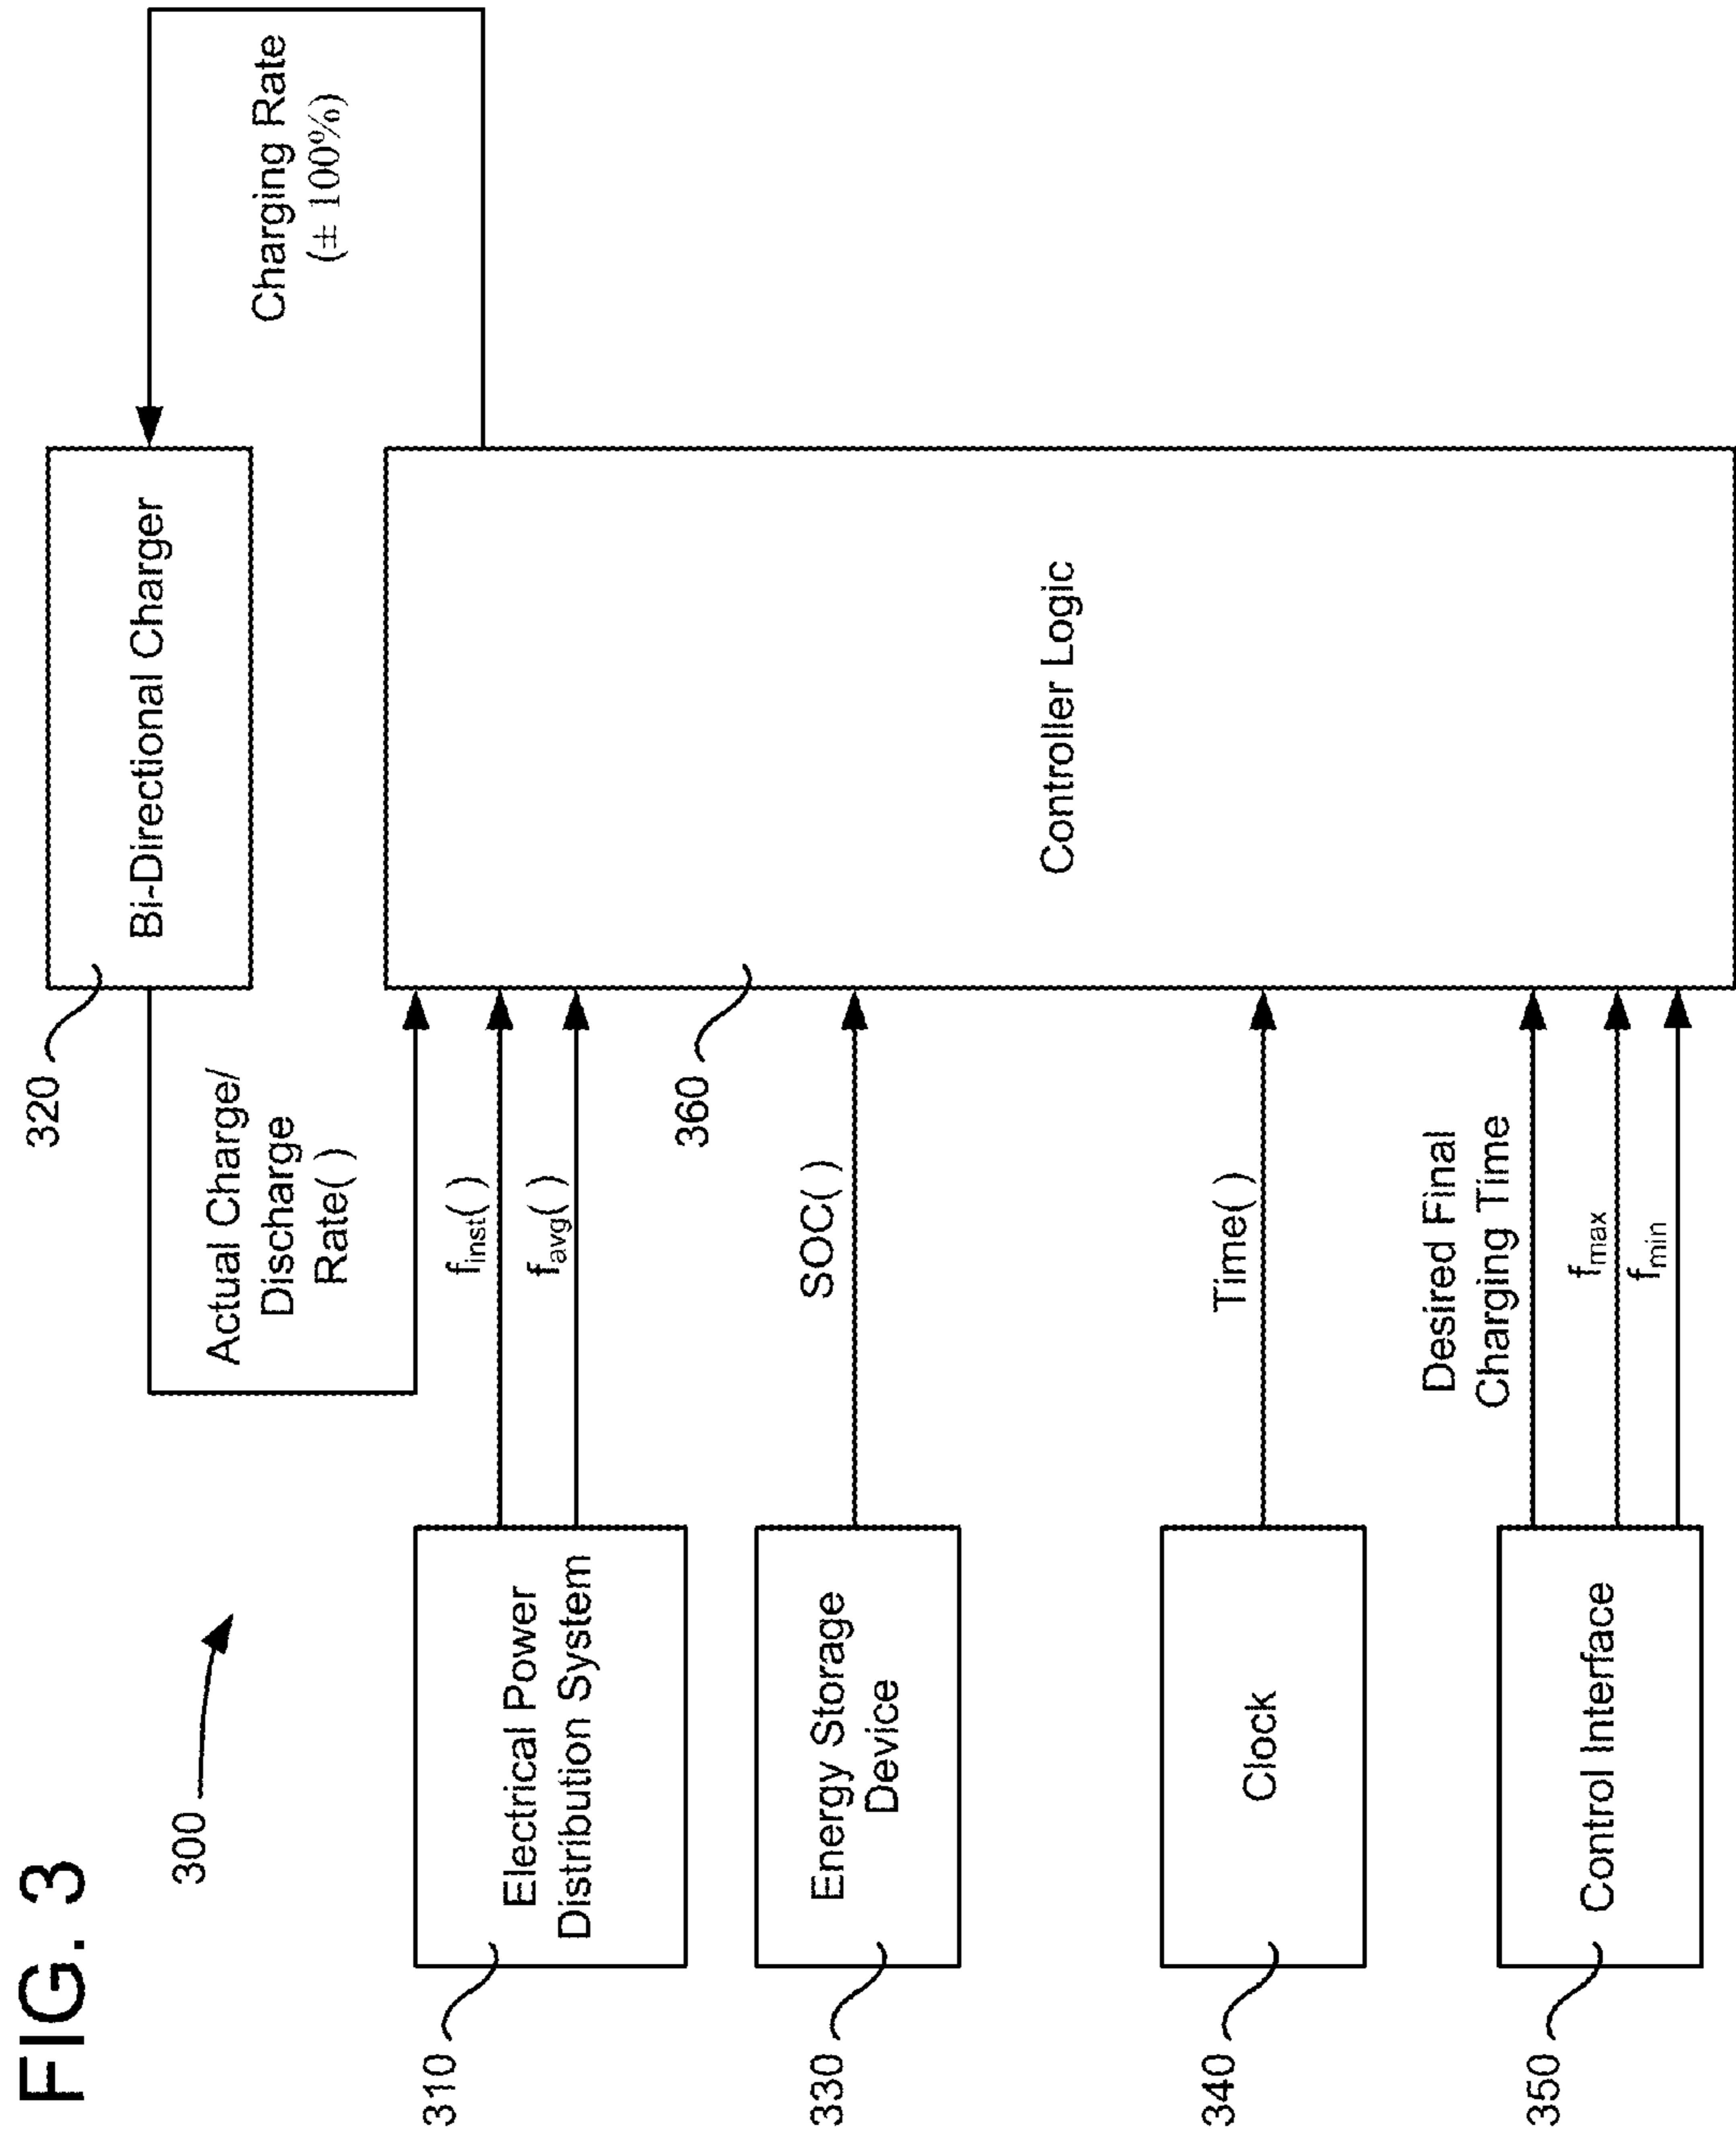 FIG. 3
300
320
Bi-Directional Charger
Charging Rate
(± 100%)
Actual Charge/
Discharge
Rate( )
310
Electrical Power
Distribution System
finst( )
favg( )
360
Controller Logic
330
Energy Storage
Device
SOC( )
340
Clock
Time( )
350
Control Interface
Desired Final
Charging Time
fmax
fmin